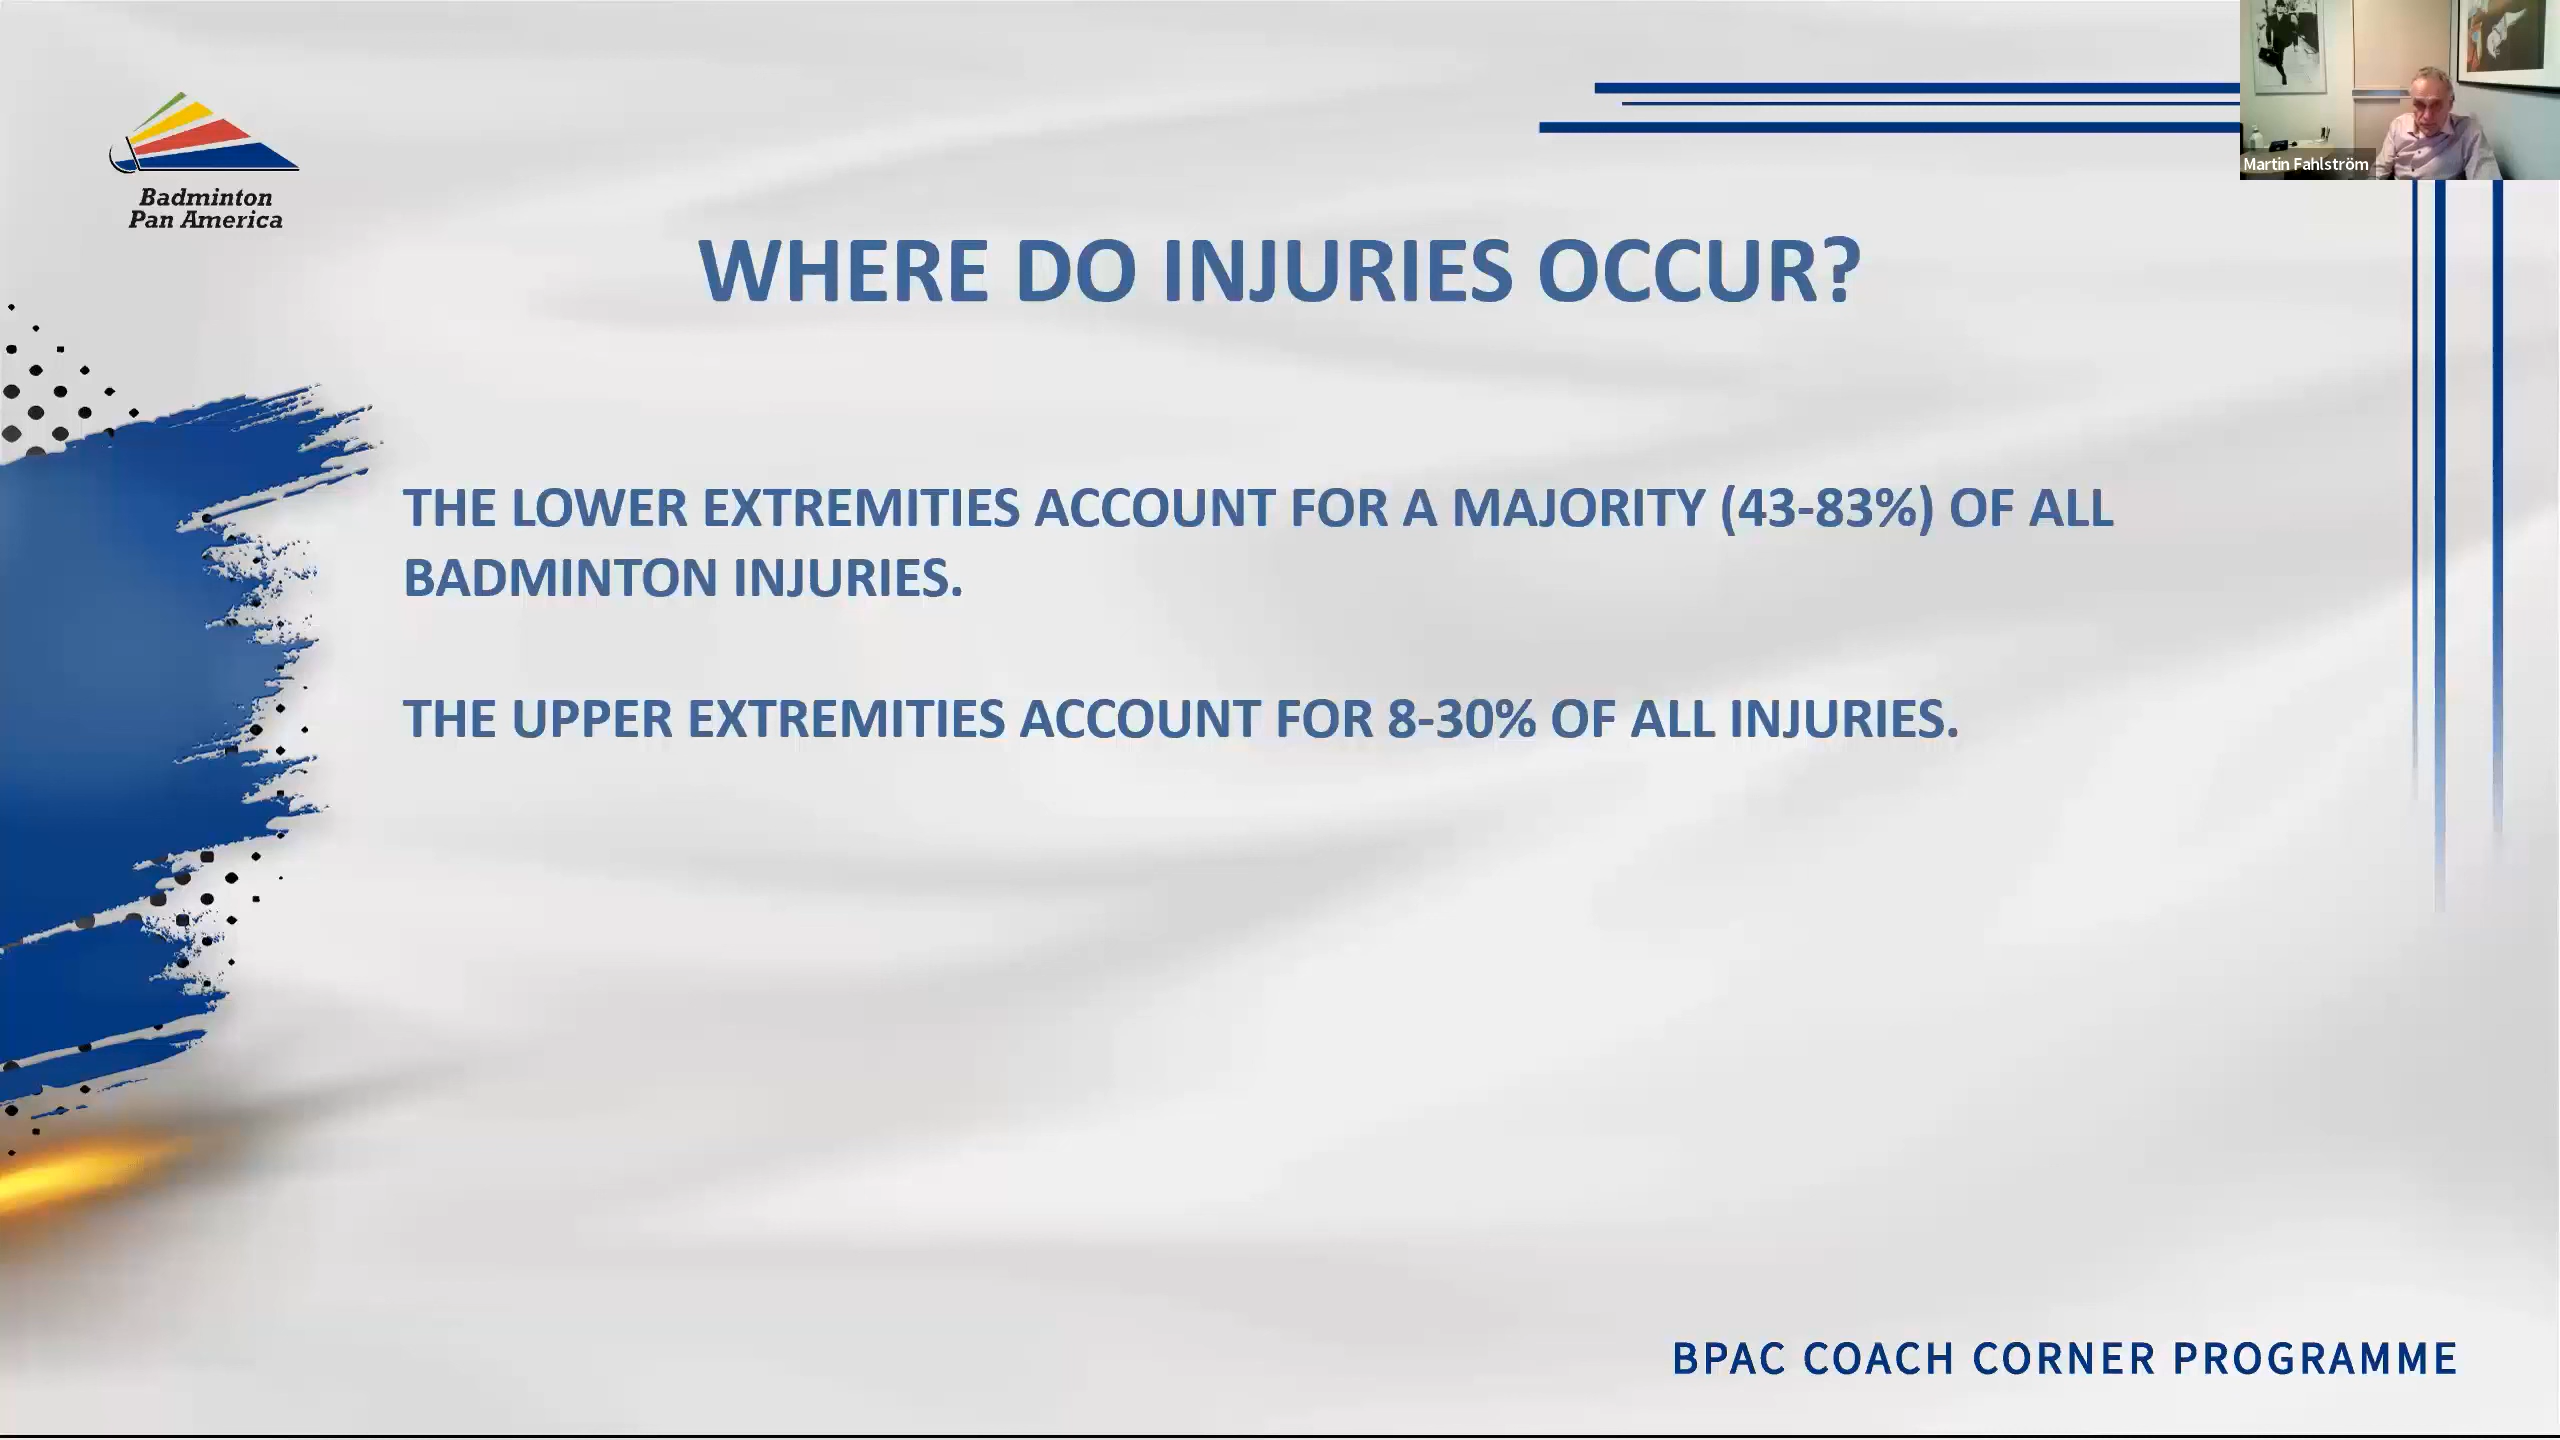 Badminton
Pan America
Martin Fahlström
WHERE DO INJURIES OCCUR?
THE LOWER EXTREMITIES ACCOUNT FOR A MAJORITY (43-83%) OF ALL
BADMINTON INJURIES.
THE UPPER EXTREMITIES ACCOUNT FOR 8-30% OF ALL INJURIES.
BPAC COACH CORNER PROGRAMME